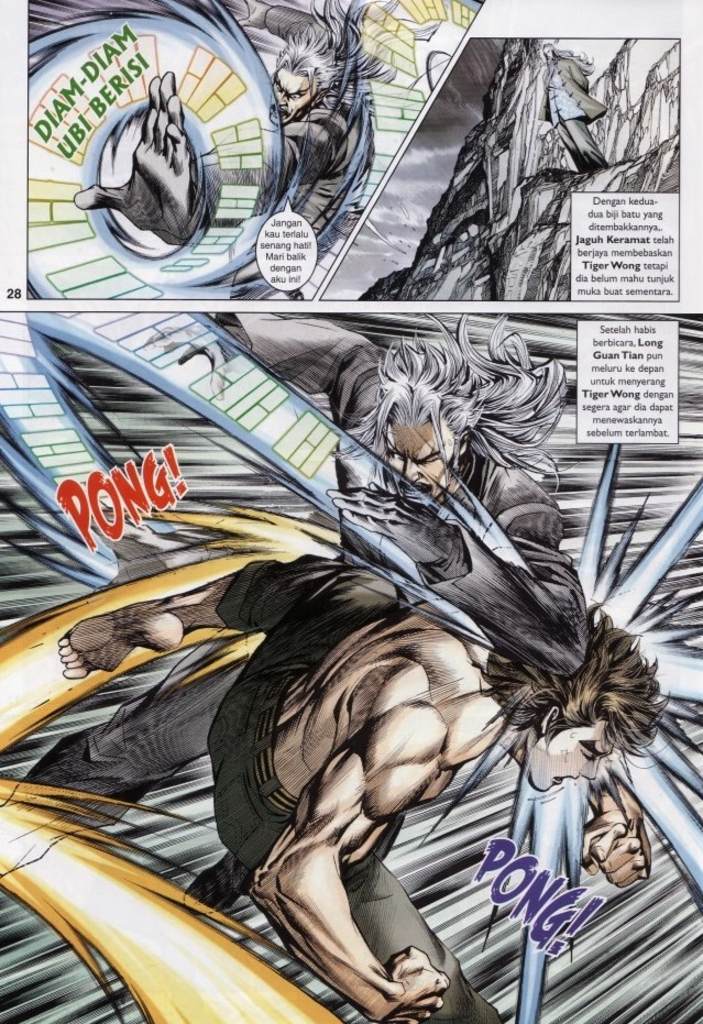 DIAM-DIAM
UBI BERISI
Jangan
kau terlalu
senang hati!
Mari balik
dengan
aku ini!
Dengan kedua-
dua biji batu yang
ditembakkannya,.
Jaguh Keramat telah
berjaya membebaskan
Tiger Wong tetapi
dia belum mahu tunjuk
muka buat sementara.
28
Setelah habis
berbicara, Long
Guan Tian pun
meluru ke depan
untuk menyerang
Tiger Wong dengan
segera agar dia dapat
menewaskannya
sebelum terlambat.
PONG!
PONG!